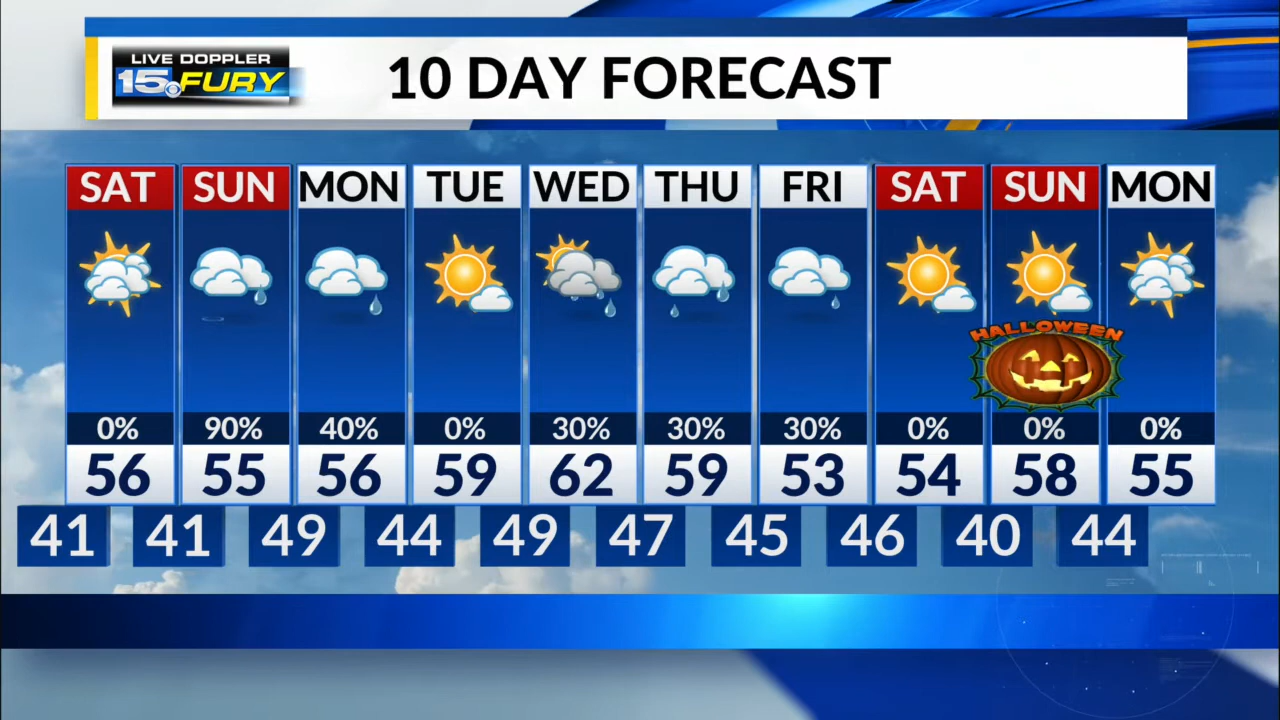 LIVE DOPPLER
15 FURY
10 DAY FORECAST
SAT SUN MON TUE WED THU FRI SAT SUN MON
HALLOWEEN
0% 90% 40% 0% 30% 30% 30% 0% 0% 0%
56 55 56 59 62 59 53 54 58 55
41 41 49 44 49 47 45 46 40 44